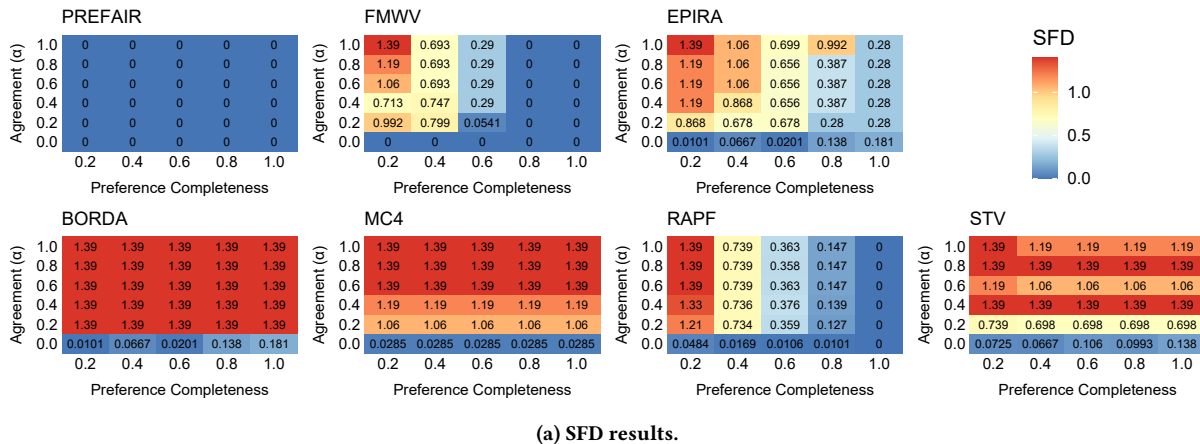 PREFAIR
Agreement (α)
1.0 0 0 0 0 0
0.8 0 0 0 0 0
0.6 0 0 0 0 0
0.4 0 0 0 0 0
0.2 0 0 0 0 0
0.0 0 0 0 0 0
0.2 0.4 0.6 0.8 1.0
Preference Completeness
FMWV
Agreement (α)
1.0 1.39 0.693 0.29 0 0
0.8 1.19 0.693 0.29 0 0
0.6 1.06 0.693 0.29 0 0
0.4 0.713 0.747 0.29 0 0
0.2 0.992 0.799 0.0541 0 0
0.0 0 0 0 0 0
0.2 0.4 0.6 0.8 1.0
Preference Completeness
EPIRA
Agreement (α)
1.0 1.39 1.06 0.699 0.992 0.28
0.8 1.19 1.06 0.656 0.387 0.28
0.6 1.19 1.06 0.656 0.387 0.28
0.4 1.19 0.868 0.656 0.387 0.28
0.2 0.868 0.678 0.678 0.28 0.28
0.0 0.0101 0.0667 0.0201 0.138 0.181
0.2 0.4 0.6 0.8 1.0
Preference Completeness
SFD
1.0
0.5
0.0
BORDA
Agreement (α)
1.0 1.39 1.39 1.39 1.39 1.39
0.8 1.39 1.39 1.39 1.39 1.39
0.6 1.39 1.39 1.39 1.39 1.39
0.4 1.39 1.39 1.39 1.39 1.39
0.2 1.39 1.39 1.39 1.39 1.39
0.0 0.0101 0.0667 0.0201 0.138 0.181
0.2 0.4 0.6 0.8 1.0
Preference Completeness
MC4
Agreement (α)
1.0 1.39 1.39 1.39 1.39 1.39
0.8 1.39 1.39 1.39 1.39 1.39
0.6 1.39 1.39 1.39 1.39 1.39
0.4 1.19 1.19 1.19 1.19 1.19
0.2 1.06 1.06 1.06 1.06 1.06
0.0 0.0285 0.0285 0.0285 0.0285 0.0285
0.2 0.4 0.6 0.8 1.0
Preference Completeness
RAPF
Agreement (α)
1.0 1.39 0.739 0.363 0.147 0
0.8 1.39 0.739 0.358 0.147 0
0.6 1.39 0.739 0.363 0.147 0
0.4 1.33 0.736 0.376 0.139 0
0.2 1.21 0.734 0.359 0.127 0
0.0 0.0484 0.0169 0.0106 0.0101 0
0.2 0.4 0.6 0.8 1.0
Preference Completeness
STV
Agreement (α)
1.0 1.39 1.19 1.19 1.19 1.19
0.8 1.39 1.39 1.39 1.39 1.39
0.6 1.19 1.06 1.06 1.06 1.06
0.4 1.39 1.39 1.39 1.39 1.39
0.2 0.739 0.698 0.698 0.698 0.698
0.0 0.0725 0.0667 0.106 0.0993 0.138
0.2 0.4 0.6 0.8 1.0
Preference Completeness
(a) SFD results.